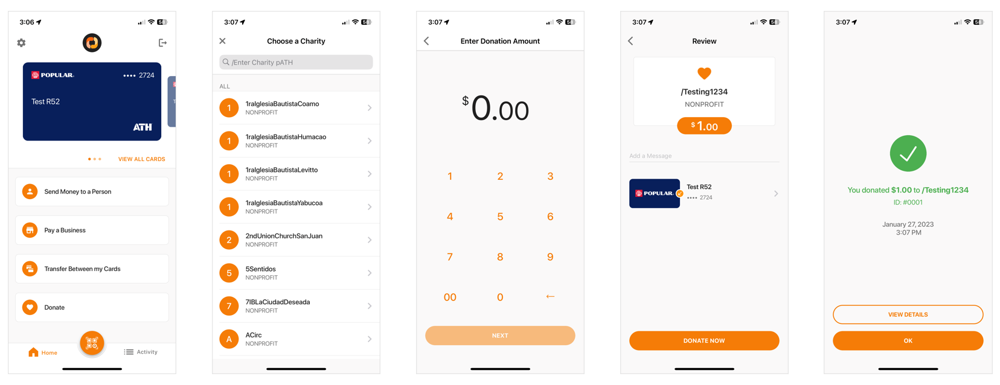 3:06
58
POPULAR.
•••• 2724
Test R52
ATH
VIEW ALL CARDS
Send Money to a Person
Pay a Business
Transfer Between my Cards
Donate
Home
Activity
3:07
58
Choose a Charity
/Enter Charity pATH
ALL
1
1raIglesiaBautistaCoamo
NONPROFIT
1
1raIglesiaBautistaHumacao
NONPROFIT
1
1raIglesiaBautistaLevitto
NONPROFIT
1
1raIglesiaBautistaYabucoa
NONPROFIT
2
2ndUnionChurchSanJuan
NONPROFIT
5
5Sentidos
NONPROFIT
7
7IBLaCiudadDeseada
NONPROFIT
A
ACirc
NONPROFIT
3:07
58
Enter Donation Amount
$0.00
1 2 3
4 5 6
7 8 9
00 0 ←
NEXT
3:07
58
Review
/Testing1234
NONPROFIT
$ 1.00
Add a Message
POPULAR.
Test R52
•••• 2724
DONATE NOW
3:07
58
You donated $1.00 to /Testing1234
ID: #0001
January 27, 2023
3:07 PM
VIEW DETAILS
OK